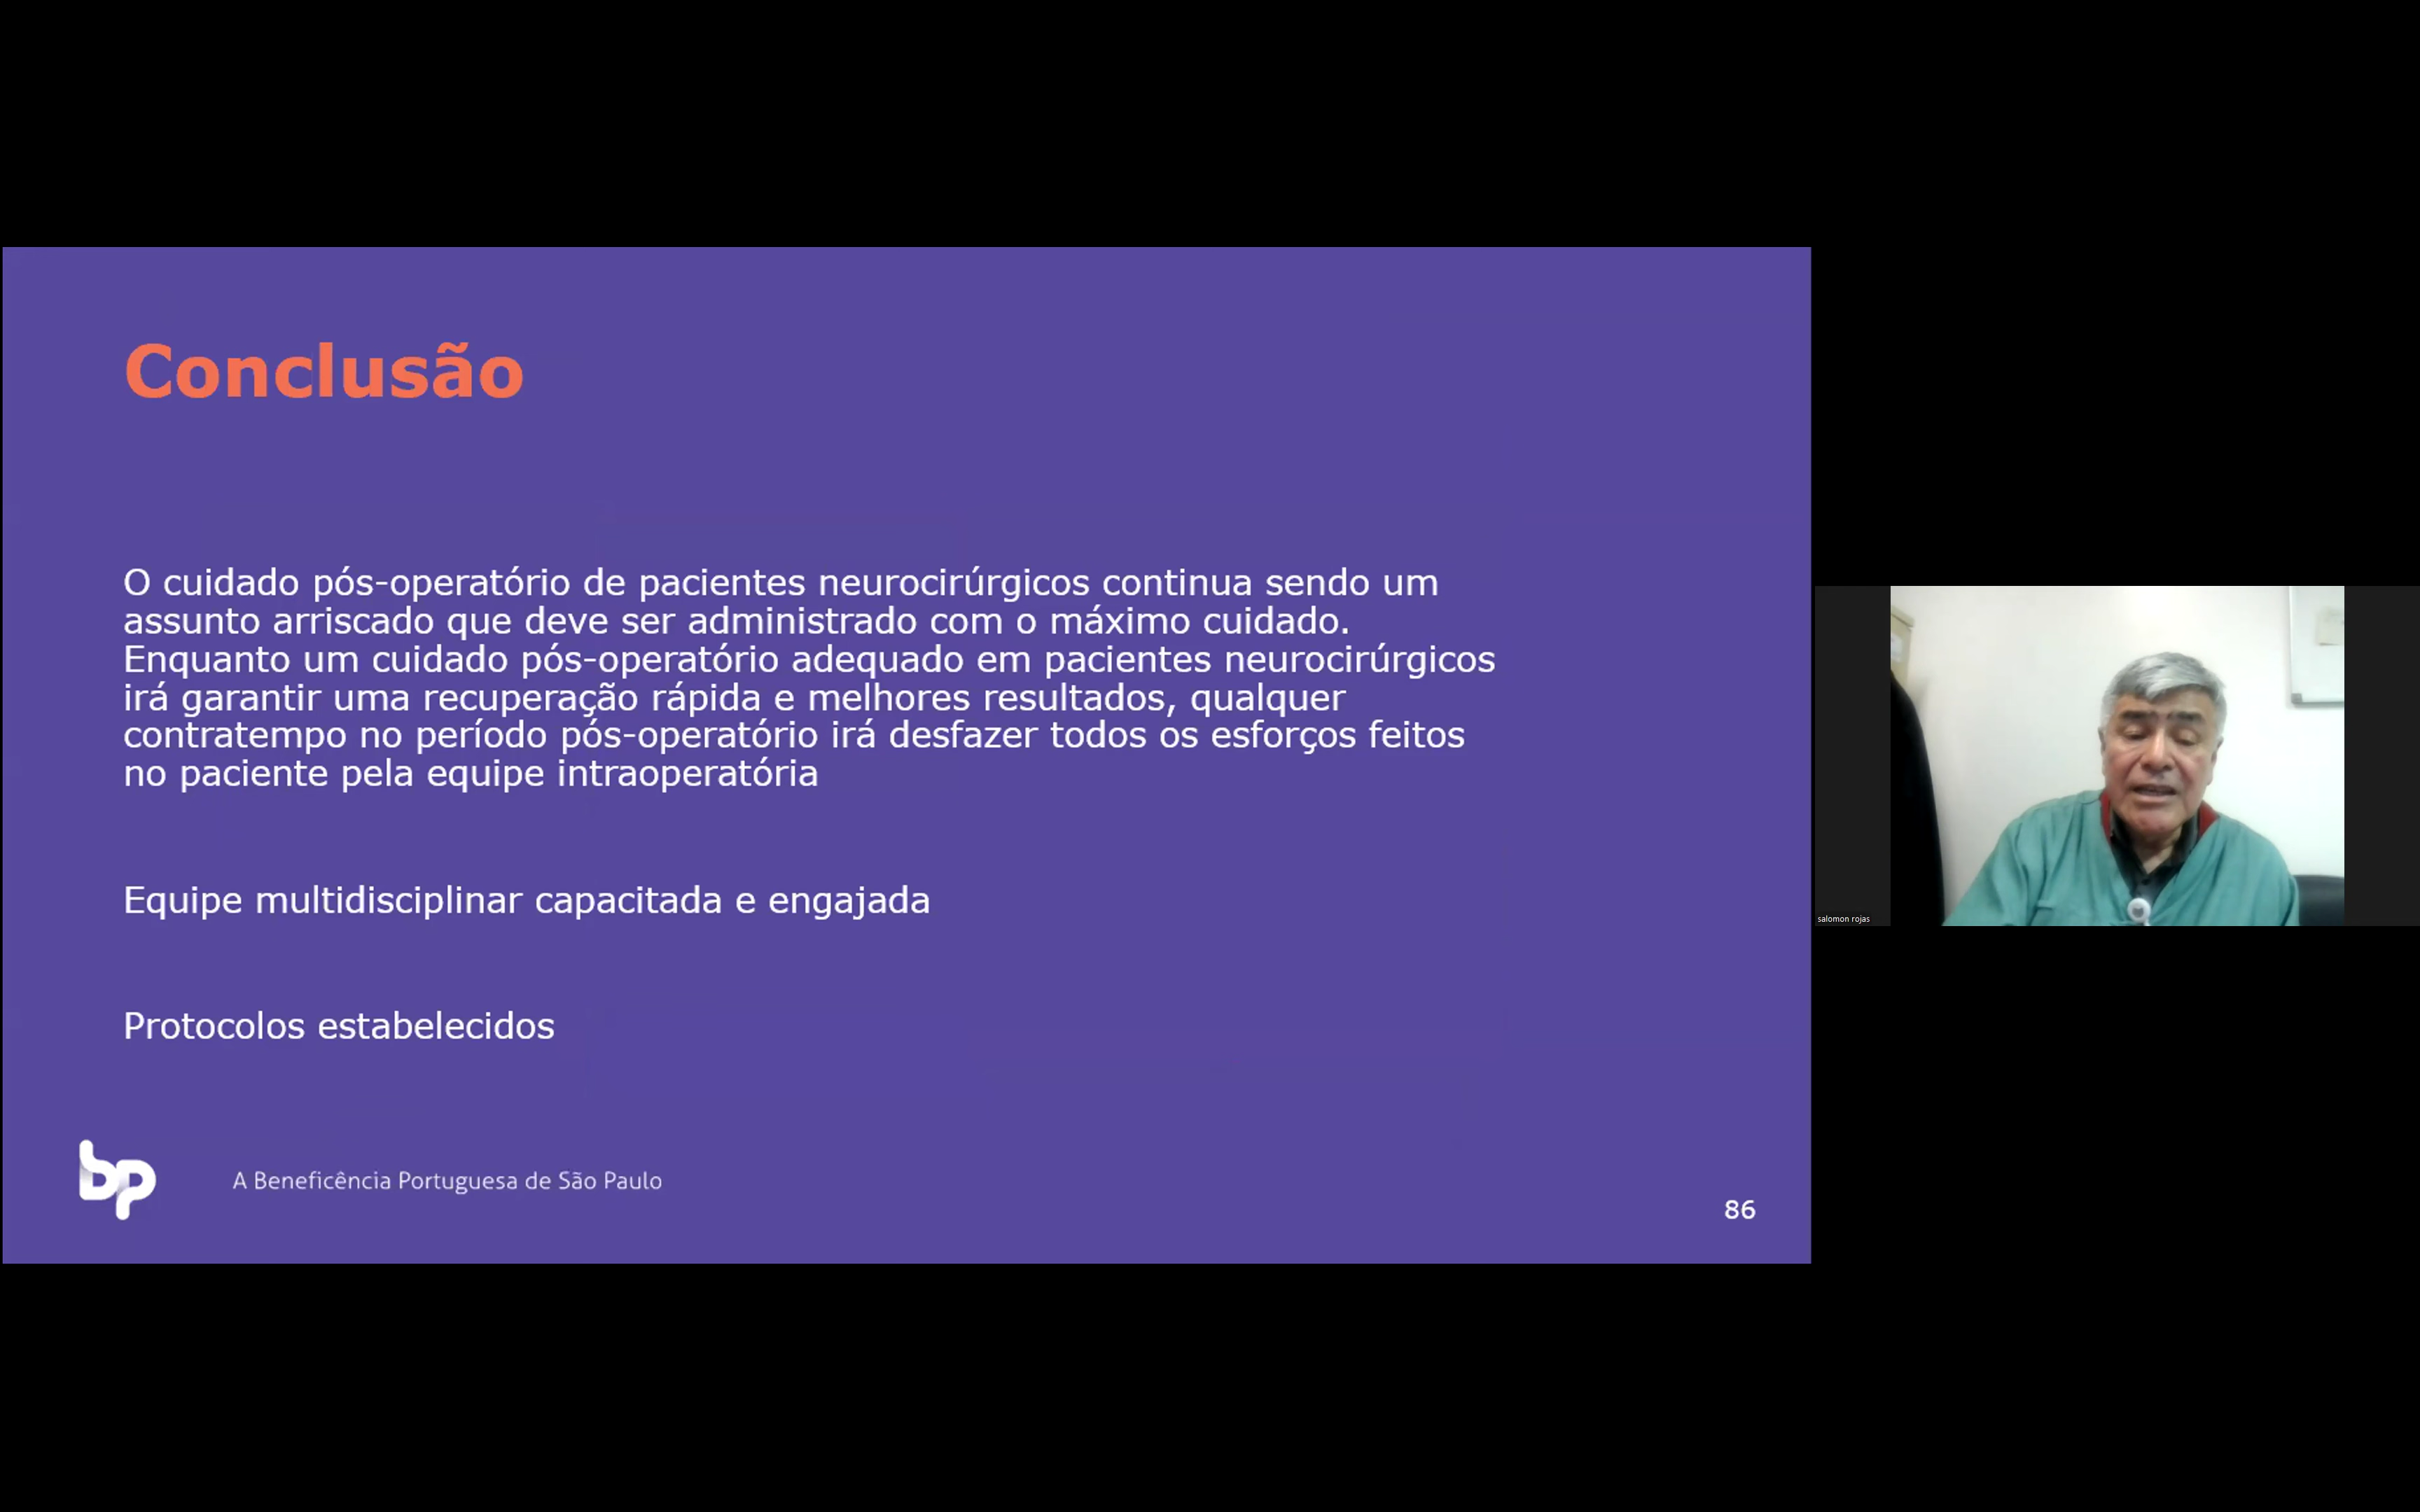 Conclusão
O cuidado pós-operatório de pacientes neurocirúrgicos continua sendo um
assunto arriscado que deve ser administrado com o máximo cuidado.
Enquanto um cuidado pós-operatório adequado em pacientes neurocirúrgicos
irá garantir uma recuperação rápida e melhores resultados, qualquer
contratempo no período pós-operatório irá desfazer todos os esforços feitos
no paciente pela equipe intraoperatória
Equipe multidisciplinar capacitada e engajada
Protocolos estabelecidos
bp
A Beneficência Portuguesa de São Paulo
86
salomon rojas